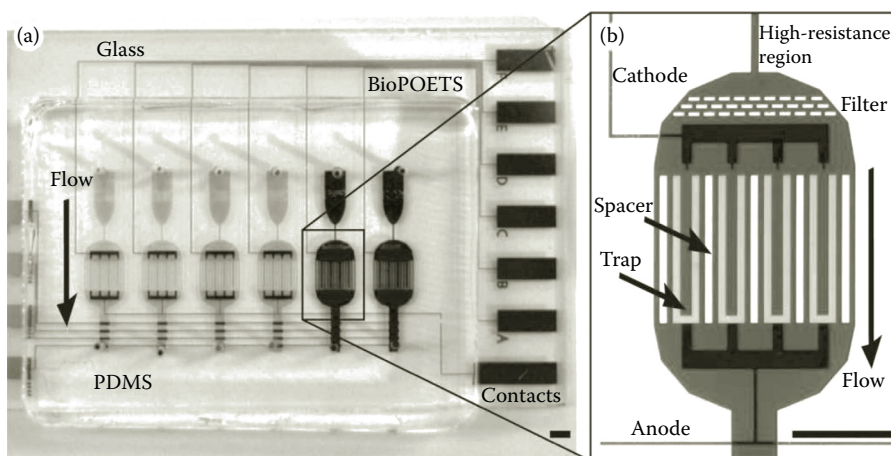 (a)
Glass
BioPOETS
E
D
Flow
C
B
A
PDMS
Contacts
(b)
High-resistance
region
Cathode
Filter
Spacer
Trap
Flow
Anode